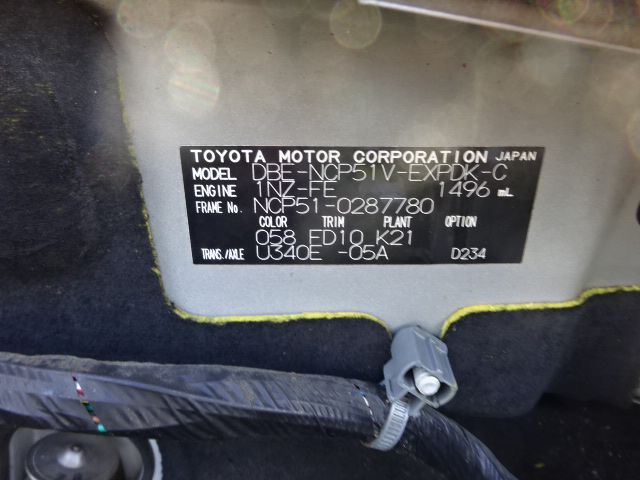 TOYOTA MOTOR CORPORATION JAPAN
MODEL DBE-NCP51V-EXPDK-C
ENGINE 1NZ-FE 1496 mL
FRAME No. NCP51-0287780
COLOR TRIM PLANT OPTION
058 FD10 K21
TRANS./AXLE U340E -05A D234